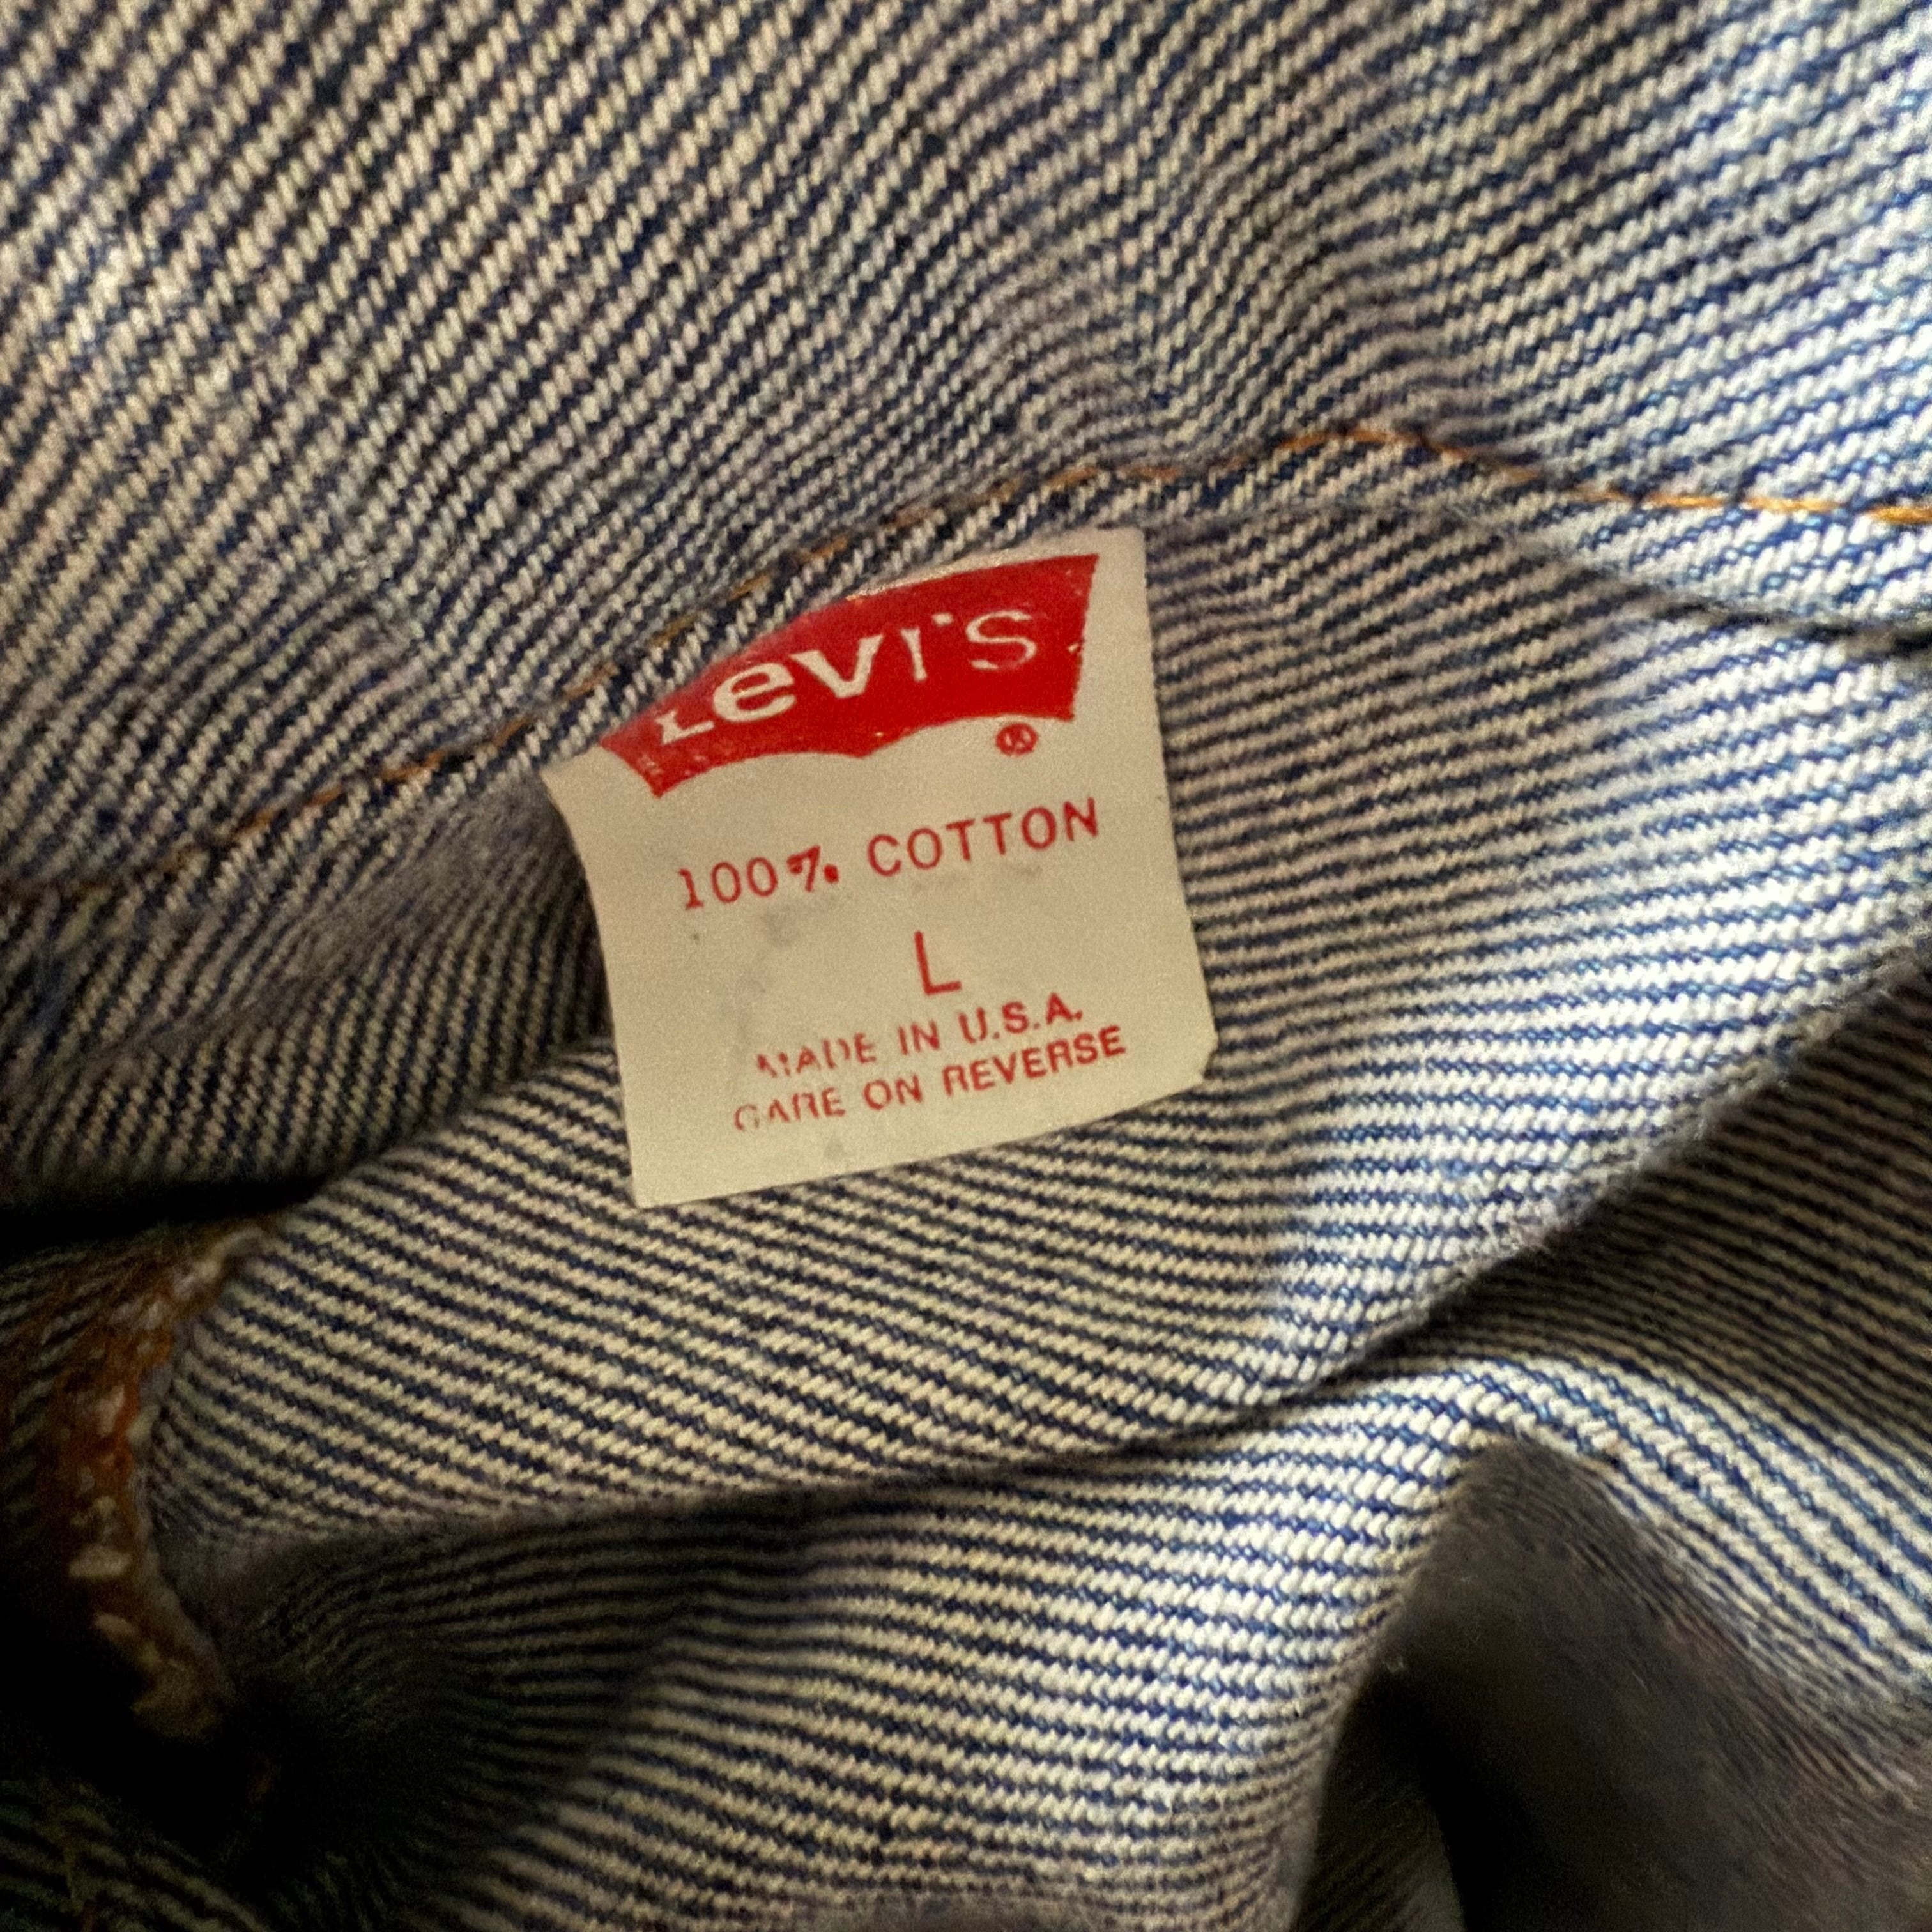 Levi's
®
100% COTTON
L
MADE IN U.S.A.
CARE ON REVERSE